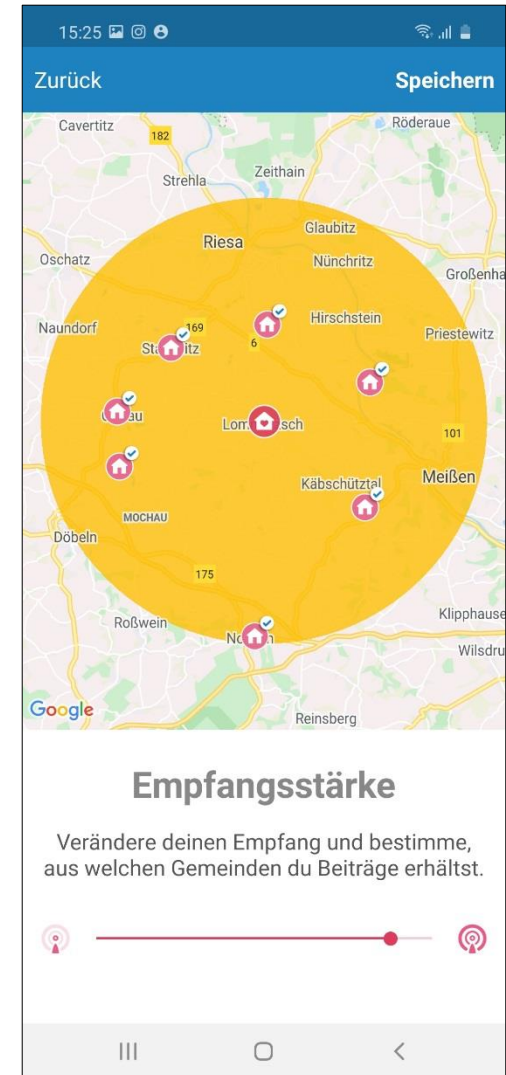 15:25
Zurück
Speichern
Cavertitz
182
Röderaue
Strehla
Zeithain
Glaubitz
Riesa
Nünchritz
Oschatz
Großenha
Hirschstein
Naundorf
169
Priestewitz
6
101
Käbschütztal
Meißen
MOCHAU
Döbeln
175
Roßwein
Klipphause
Wilsdru
Google
Reinsberg
Empfangsstärke
Verändere deinen Empfang und bestimme,
aus welchen Gemeinden du Beiträge erhältst.